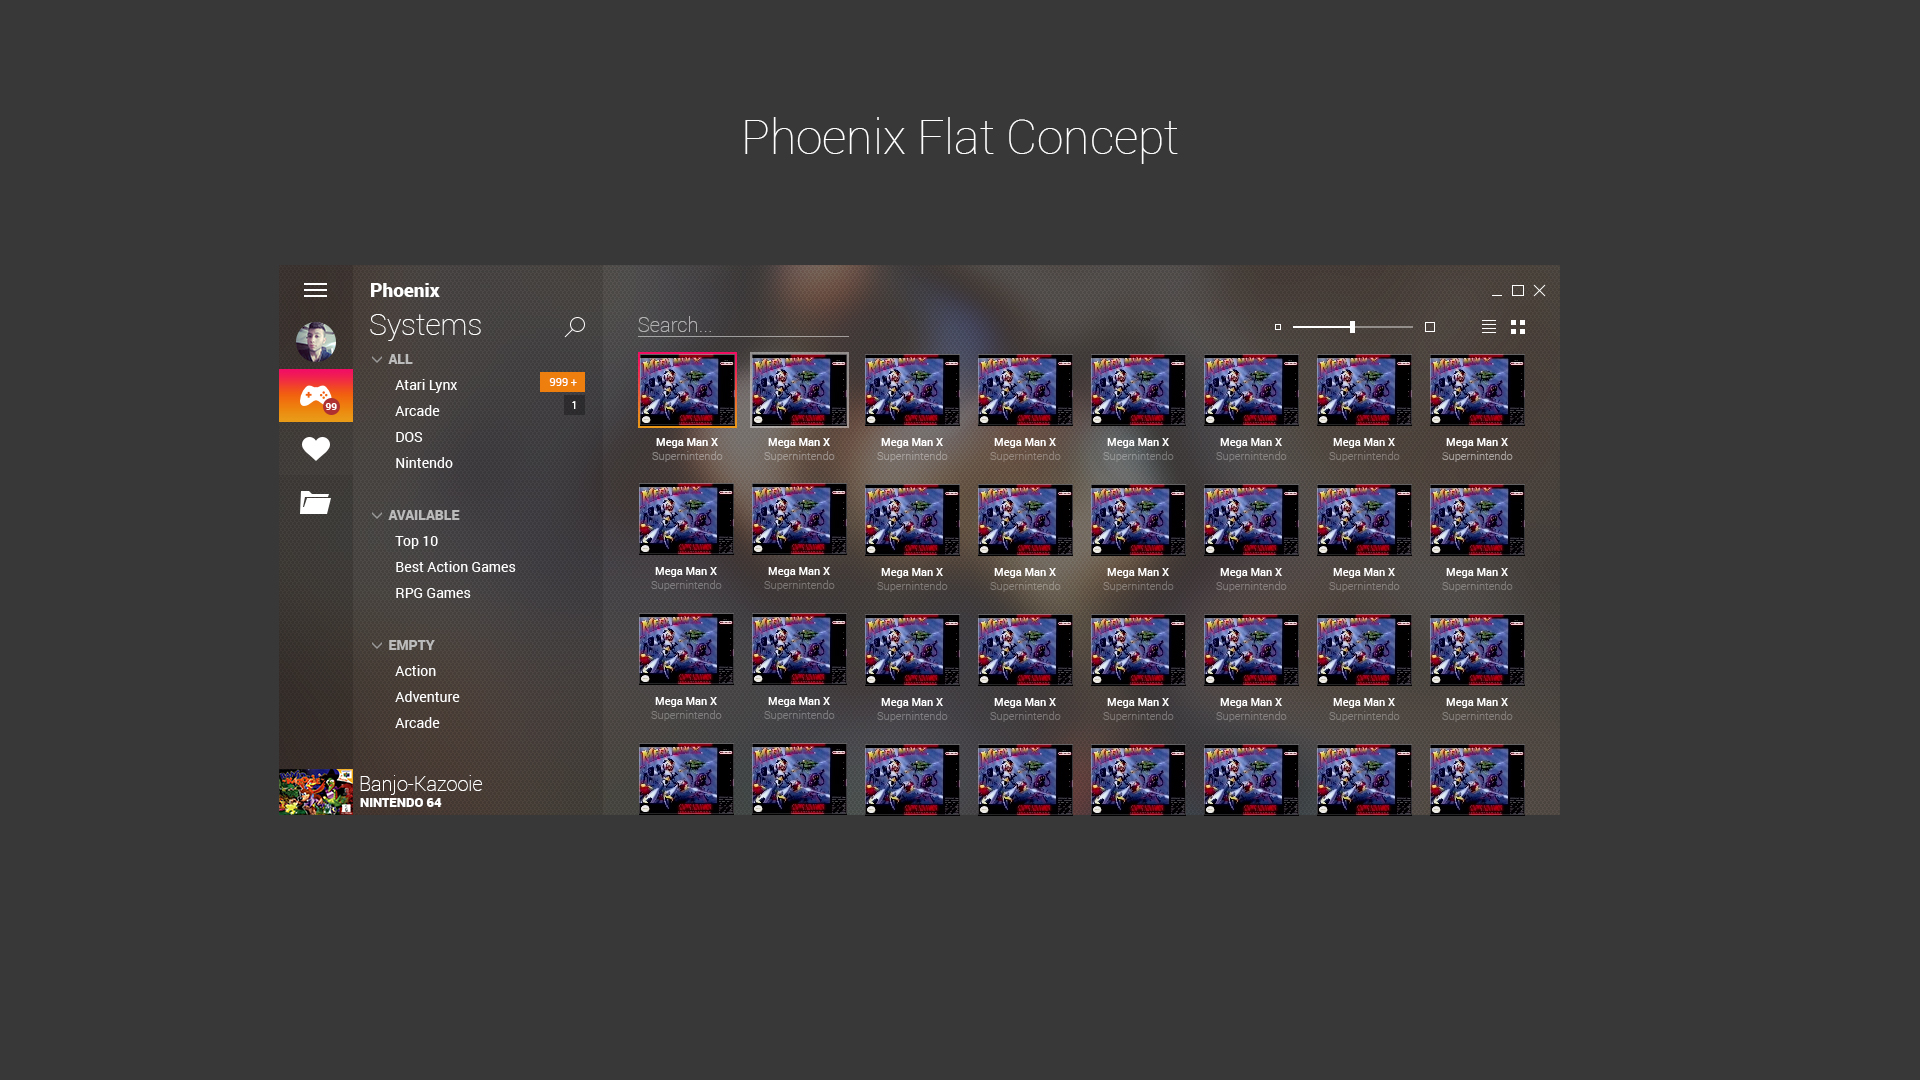 Phoenix Flat Concept
Phoenix
Systems
99
ALL
Atari Lynx 999 +
Arcade 1
DOS
Nintendo
AVAILABLE
Top 10
Best Action Games
RPG Games
EMPTY
Action
Adventure
Arcade
Banjo-Kazooie
NINTENDO 64
Search...
Mega Man X Mega Man X Mega Man X Mega Man X Mega Man X Mega Man X Mega Man X Mega Man X
Supernintendo Supernintendo Supernintendo Supernintendo Supernintendo Supernintendo Supernintendo Supernintendo
Mega Man X Mega Man X Mega Man X Mega Man X Mega Man X Mega Man X Mega Man X Mega Man X
Supernintendo Supernintendo Supernintendo Supernintendo Supernintendo Supernintendo Supernintendo Supernintendo
Mega Man X Mega Man X Mega Man X Mega Man X Mega Man X Mega Man X Mega Man X Mega Man X
Supernintendo Supernintendo Supernintendo Supernintendo Supernintendo Supernintendo Supernintendo Supernintendo